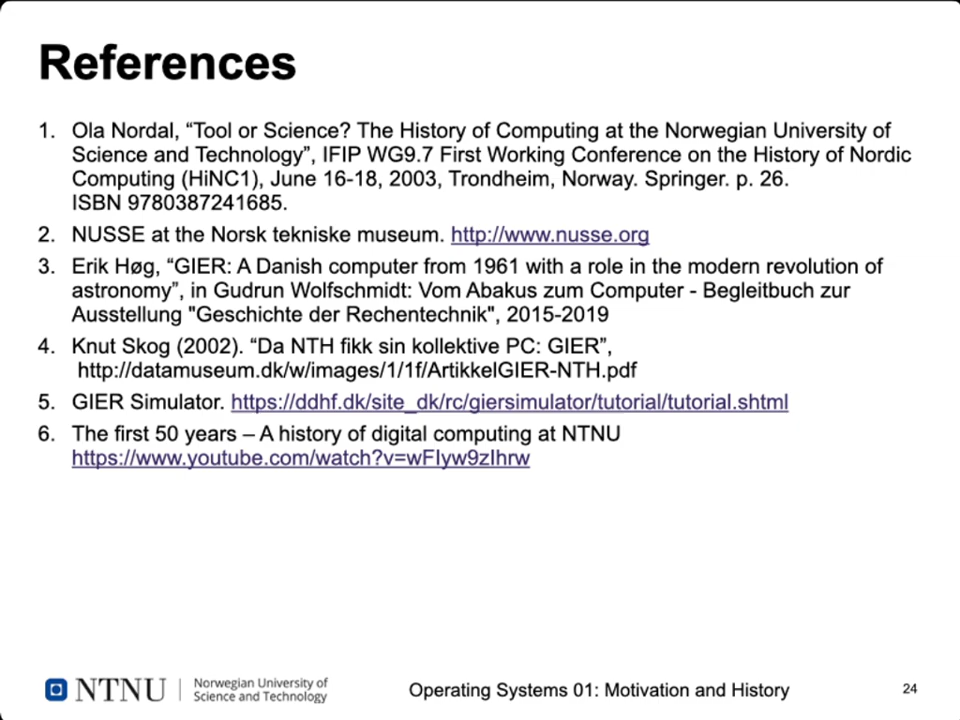 References
1. Ola Nordal, “Tool or Science? The History of Computing at the Norwegian University of
Science and Technology”, IFIP WG9.7 First Working Conference on the History of Nordic
Computing (HiNC1), June 16-18, 2003, Trondheim, Norway. Springer. p. 26.
ISBN 9780387241685.
2. NUSSE at the Norsk tekniske museum. http://www.nusse.org
3. Erik Høg, “GIER: A Danish computer from 1961 with a role in the modern revolution of
astronomy”, in Gudrun Wolfschmidt: Vom Abakus zum Computer - Begleitbuch zur
Ausstellung "Geschichte der Rechentechnik", 2015-2019
4. Knut Skog (2002). “Da NTH fikk sin kollektive PC: GIER”,
http://datamuseum.dk/w/images/1/1f/ArtikkelGIER-NTH.pdf
5. GIER Simulator. https://ddhf.dk/site_dk/rc/giersimulator/tutorial/tutorial.shtml
6. The first 50 years – A history of digital computing at NTNU
https://www.youtube.com/watch?v=wFIyw9zIhrw
NTNU
Norwegian University of
Science and Technology
Operating Systems 01: Motivation and History
24